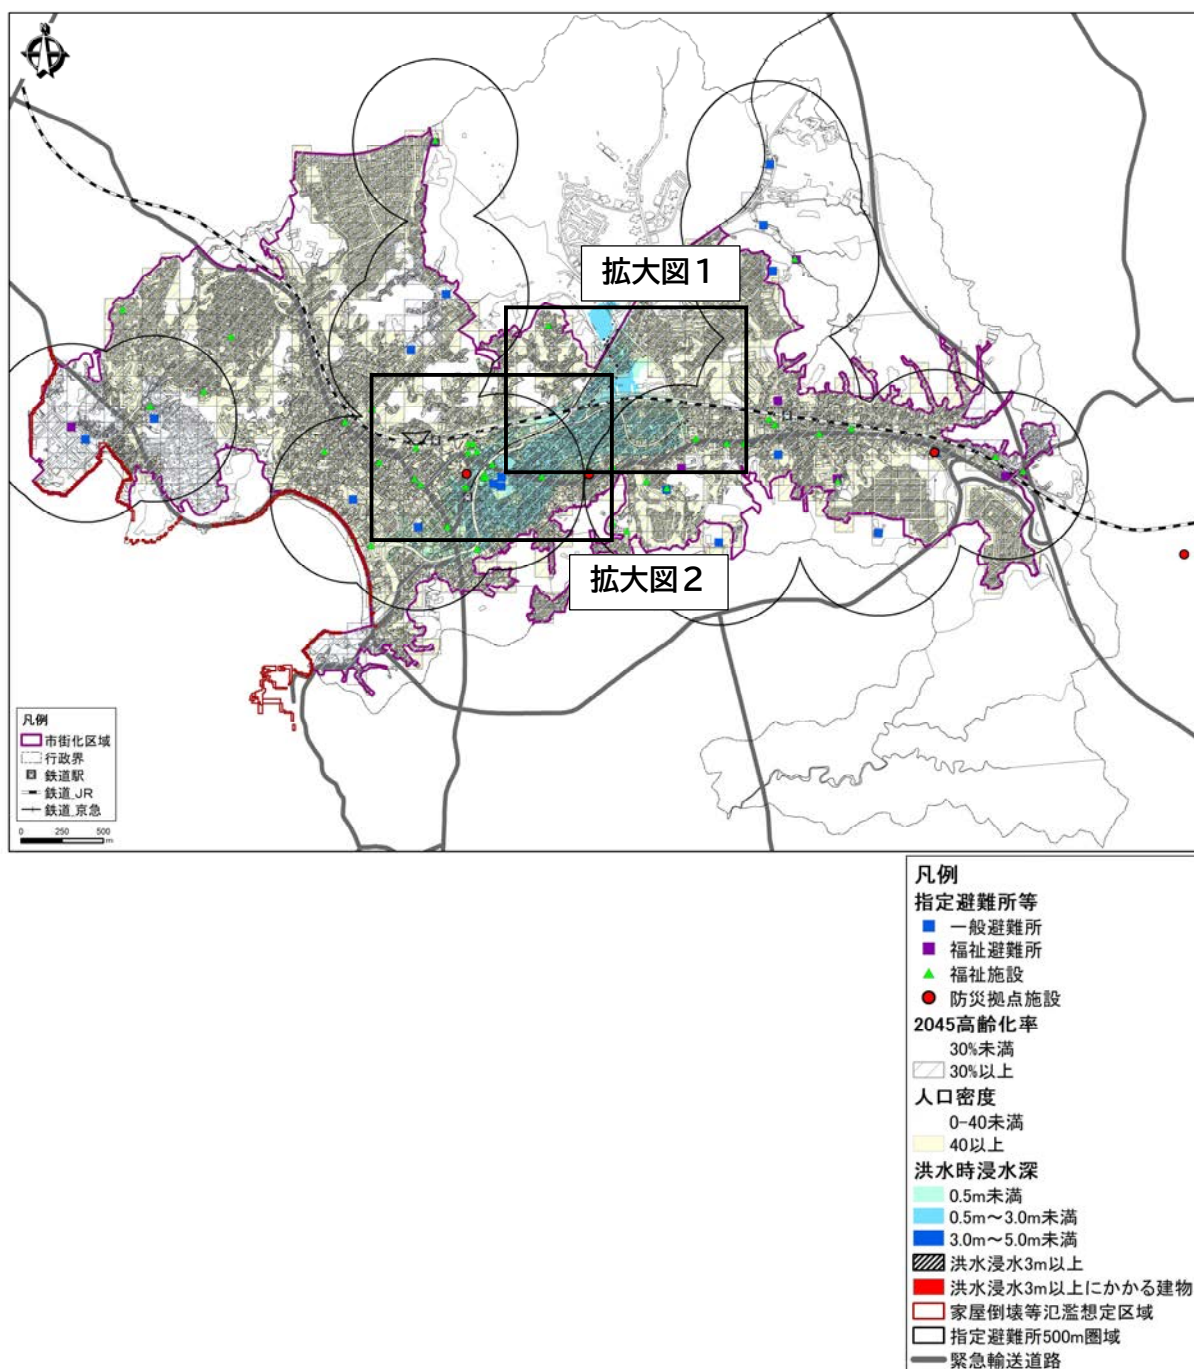 拡大図１
拡大図２
凡例
市街化区域
行政界
鉄道駅
鉄道_JR
鉄道_京急
0 250 500
m
凡例
指定避難所等
一般避難所
福祉避難所
福祉施設
防災拠点施設
2045高齢化率
30%未満
30%以上
人口密度
0-40未満
40以上
洪水時浸水深
0.5m未満
0.5m～3.0m未満
3.0m～5.0m未満
洪水浸水3m以上
洪水浸水3m以上にかかる建物
家屋倒壊等氾濫想定区域
指定避難所500m圏域
緊急輸送道路